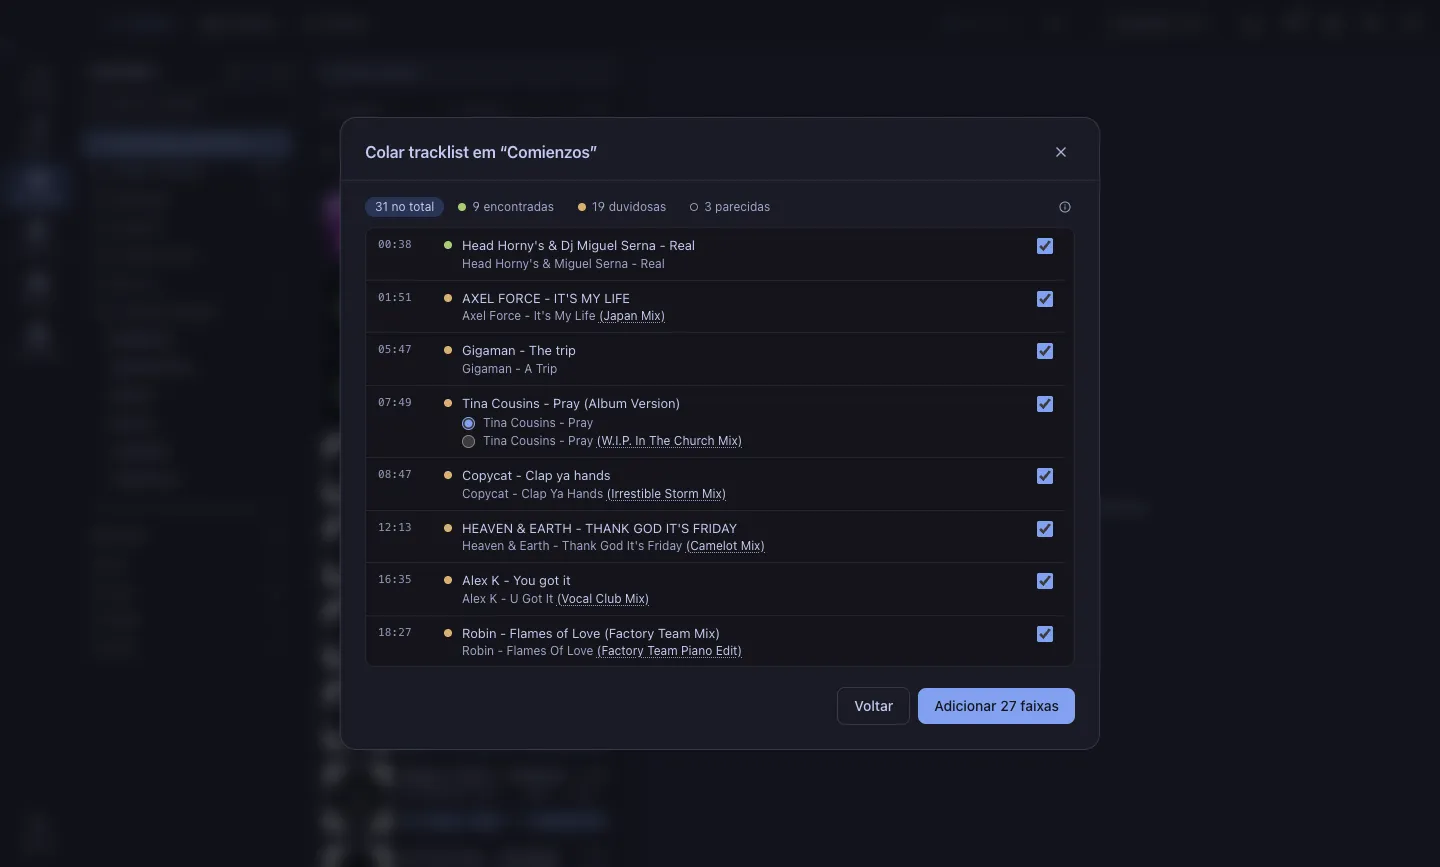 Colar tracklist em “Comienzos”
31 no total
9 encontradas
19 duvidosas
3 parecidas
00:38
Head Horny's & Dj Miguel Serna - Real
Head Horny's & Miguel Serna - Real
01:51
AXEL FORCE - IT'S MY LIFE
Axel Force - It's My Life (Japan Mix)
05:47
Gigaman - The trip
Gigaman - A Trip
07:49
Tina Cousins - Pray (Album Version)
Tina Cousins - Pray
Tina Cousins - Pray (W.I.P. In The Church Mix)
08:47
Copycat - Clap ya hands
Copycat - Clap Ya Hands (Irrestible Storm Mix)
12:13
HEAVEN & EARTH - THANK GOD IT'S FRIDAY
Heaven & Earth - Thank God It's Friday (Camelot Mix)
16:35
Alex K - You got it
Alex K - U Got It (Vocal Club Mix)
18:27
Robin - Flames of Love (Factory Team Mix)
Robin - Flames Of Love (Factory Team Piano Edit)
Voltar
Adicionar 27 faixas